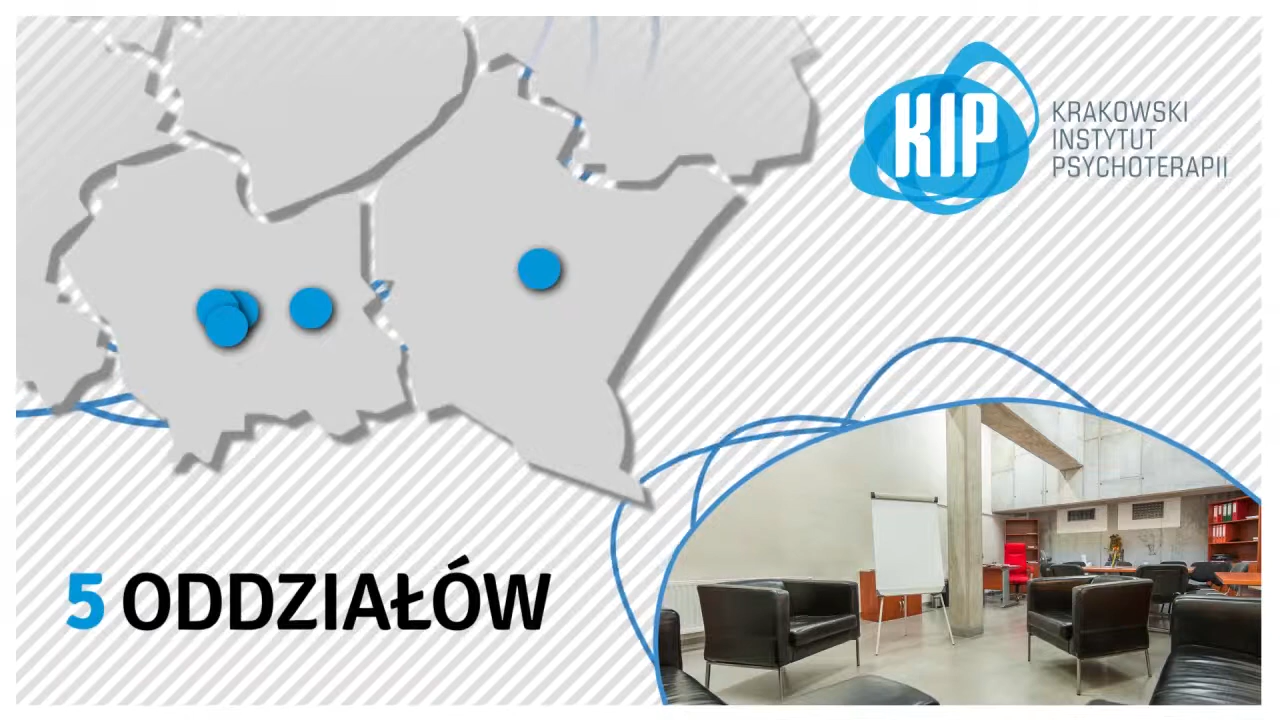 KIP
KRAKOWSKI
INSTYTUT
PSYCHOTERAPII
5 ODDZIAŁÓW